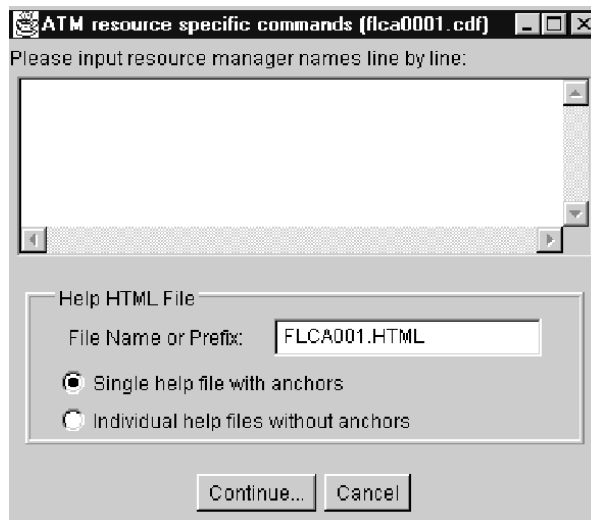 ATM resource specific commands (flca0001.cdf)
Please input resource manager names line by line:
Help HTML File
File Name or Prefix: FLCA001.HTML
Single help file with anchors
Individual help files without anchors
Continue... Cancel